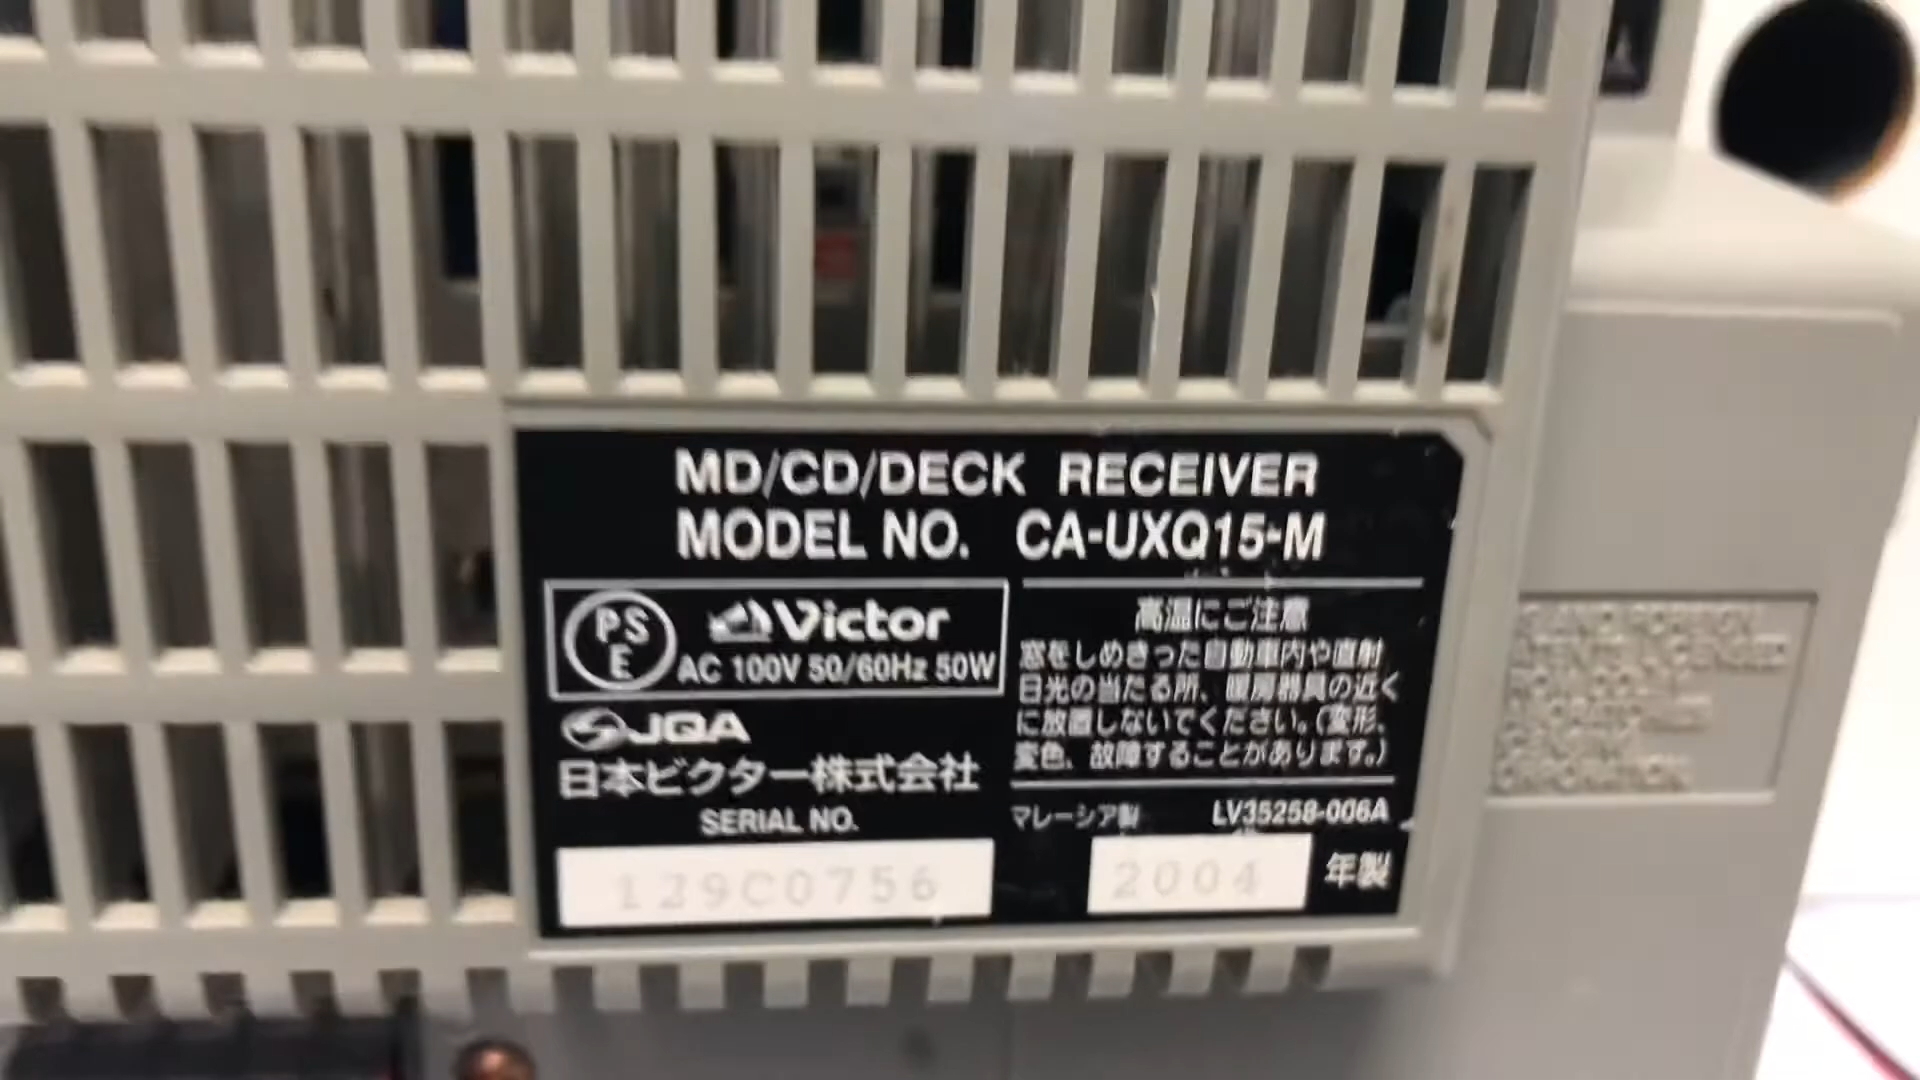 MD/CD/DECK RECEIVER
MODEL NO. CA-UXQ15-M
PSE
Victor
AC 100V 50/60Hz 50W
JQA
日本ビクター株式会社
SERIAL NO.
129C0756
高温にご注意
窓をしめきった自動車内や直射
日光の当たる所、暖房器具の近く
に放置しないでください。（変形、
変色、故障することがあります。）
マレーシア製 LV35258-006A
2004 年製